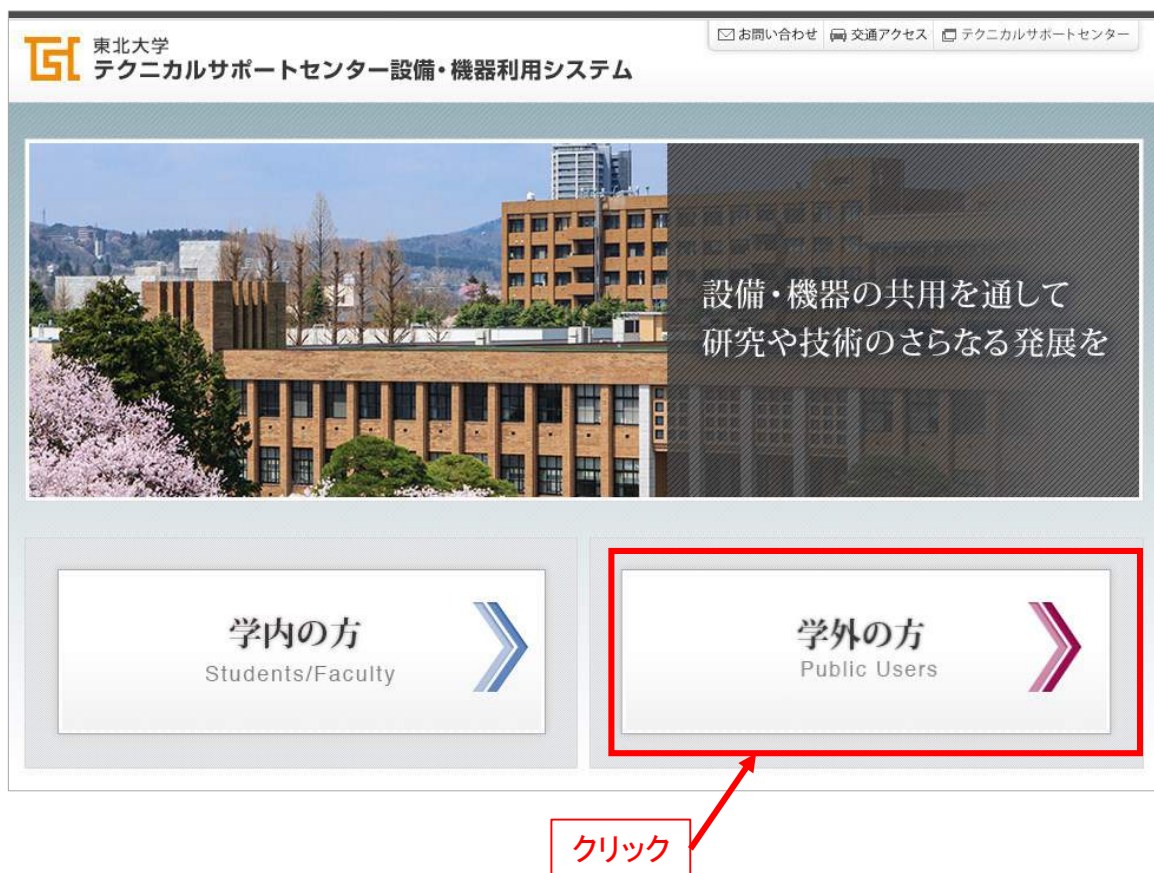 お問い合わせ 交通アクセス テクニカルサポートセンター
東北大学
テクニカルサポートセンター設備・機器利用システム
設備・機器の共用を通して
研究や技術のさらなる発展を
学内の方
Students/Faculty
学外の方
Public Users
クリック